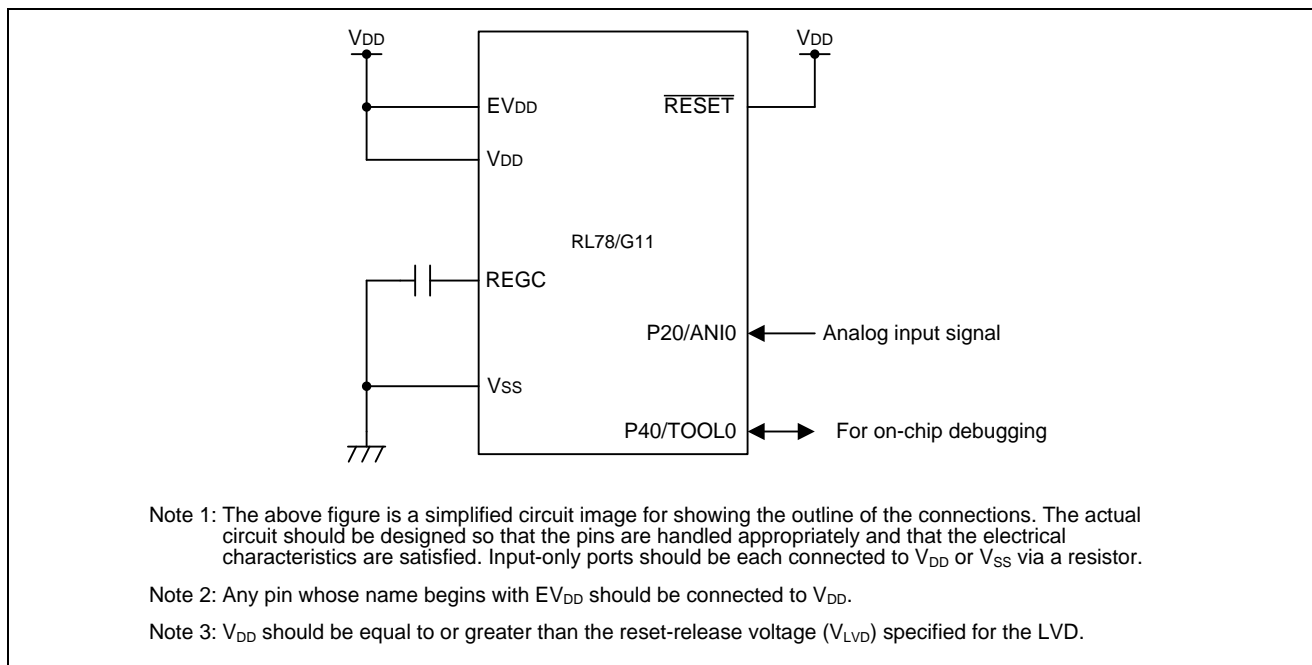 VDD
VDD
EVDD
RESET
VDD
RL78/G11
REGC
P20/ANI0
Analog input signal
VSS
P40/TOOL0
For on-chip debugging
Note 1: The above figure is a simplified circuit image for showing the outline of the connections. The actual
circuit should be designed so that the pins are handled appropriately and that the electrical
characteristics are satisfied. Input-only ports should be each connected to VDD or VSS via a resistor.
Note 2: Any pin whose name begins with EVDD should be connected to VDD.
Note 3: VDD should be equal to or greater than the reset-release voltage (VLVD) specified for the LVD.